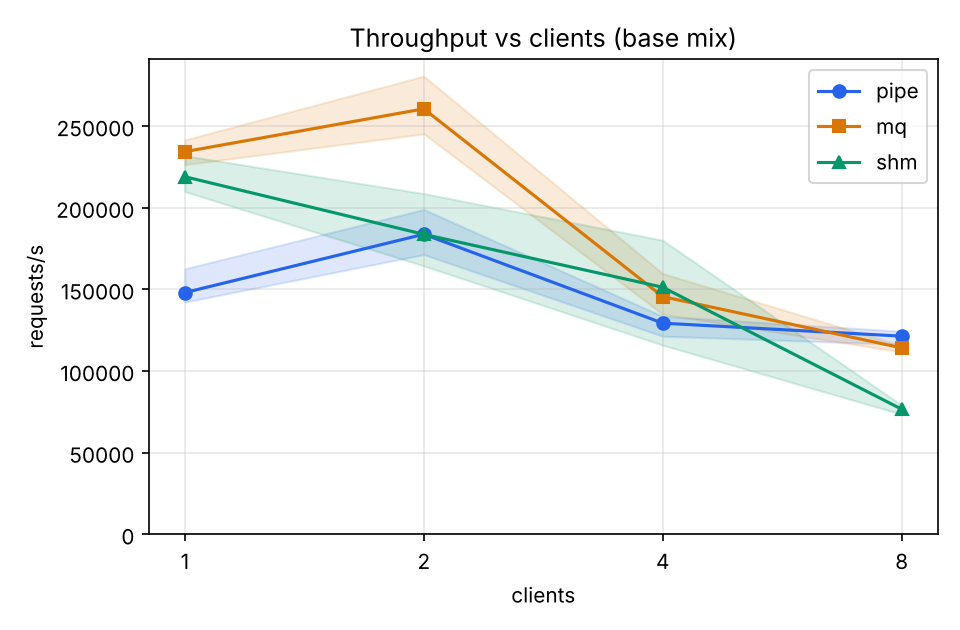 Throughput vs clients (base mix)
pipe
mq
shm
requests/s
250000
200000
150000
100000
50000
0
1 2 4 8
clients